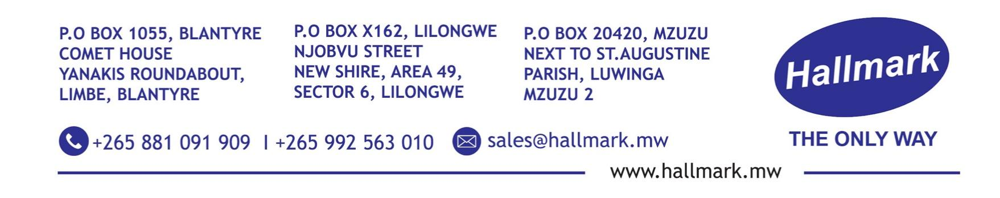 P.O BOX 1055, BLANTYRE
COMET HOUSE
YANAKIS ROUNDABOUT,
LIMBE, BLANTYRE
P.O BOX X162, LILONGWE
NJOBVU STREET
NEW SHIRE, AREA 49,
SECTOR 6, LILONGWE
P.O BOX 20420, MZUZU
NEXT TO ST.AUGUSTINE
PARISH, LUWINGA
MZUZU 2
Hallmark
THE ONLY WAY
+265 881 091 909 I +265 992 563 010
sales@hallmark.mw
www.hallmark.mw